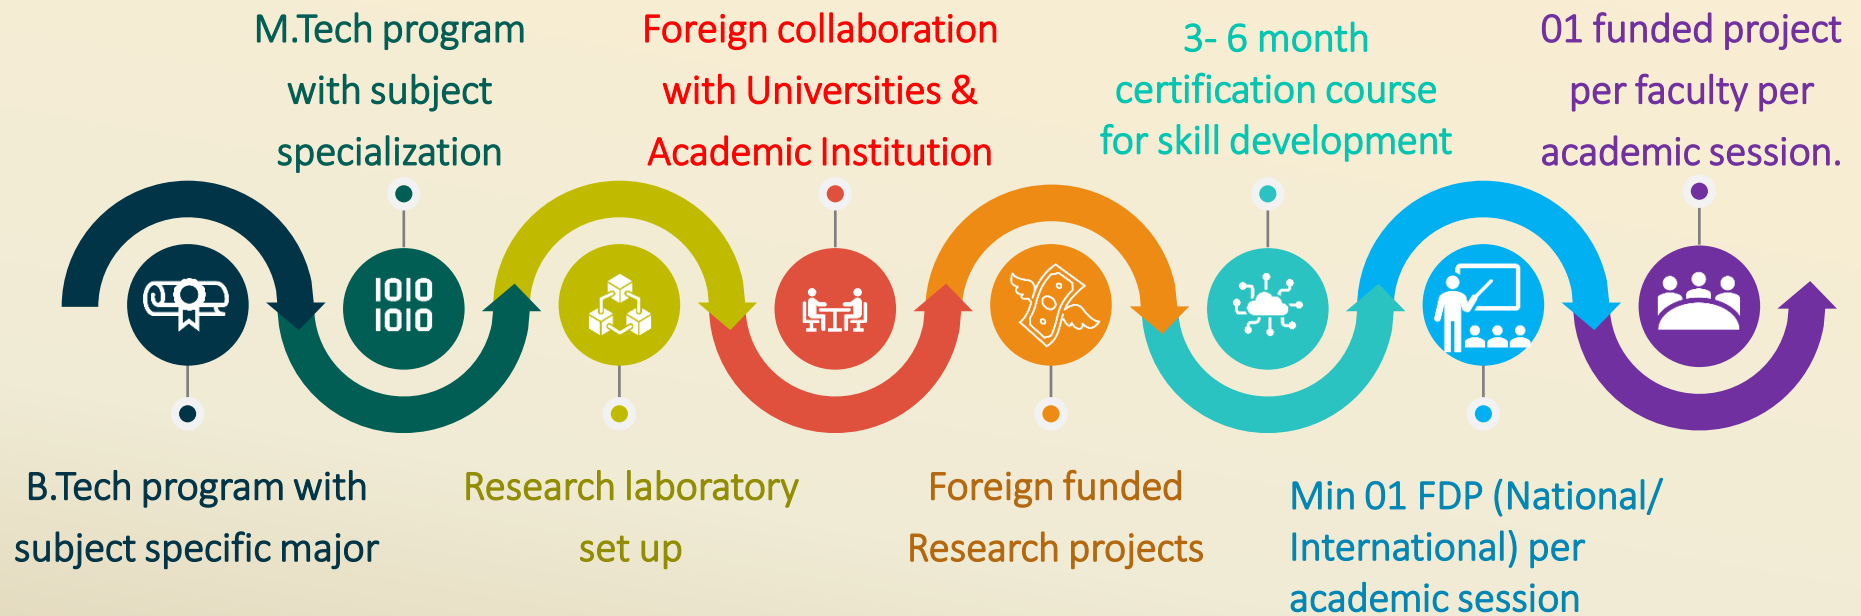 M.Tech program
with subject
specialization
Foreign collaboration
with Universities &
Academic Institution
3- 6 month
certification course
for skill development
01 funded project
per faculty per
academic session.
1010
1010
B.Tech program with
subject specific major
Research laboratory
set up
Foreign funded
Research projects
Min 01 FDP (National/
International) per
academic session